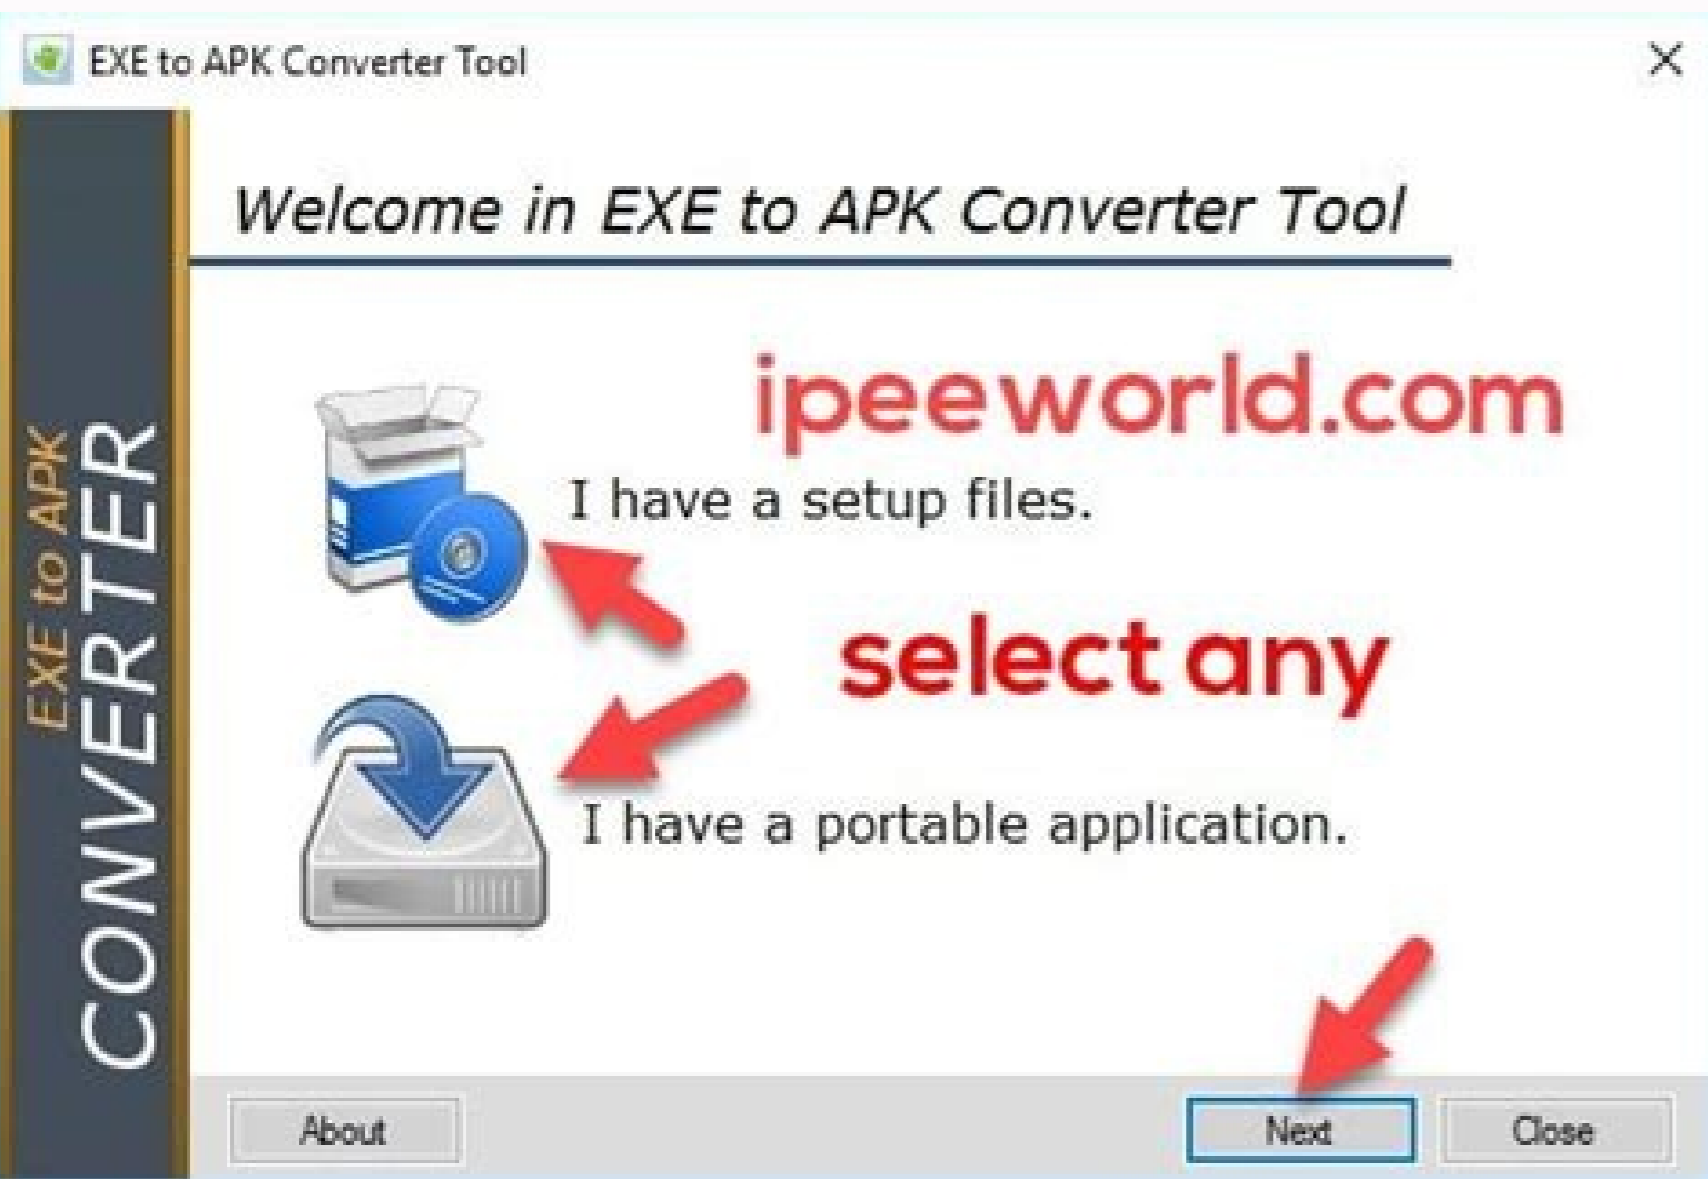 EXE to APK Converter Tool
EXE to APK
CONVERTER
Welcome in EXE to APK Converter Tool
ipeeworld.com
I have a setup files.
select any
I have a portable application.
About
Next
Close